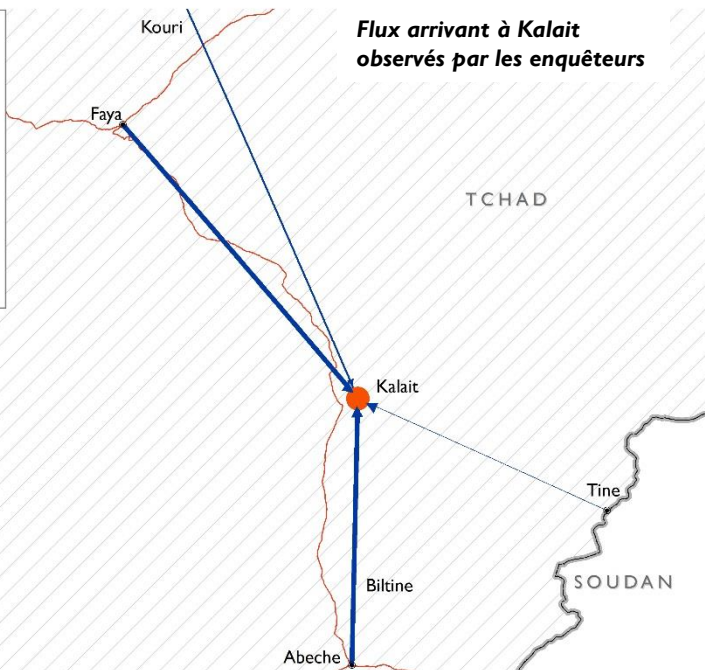 Flux arrivant à Kalait
observés par les enquêteurs
Kouri
Faya
TCHAD
Kalait
Tine
SOUDAN
Biltine
Abeche